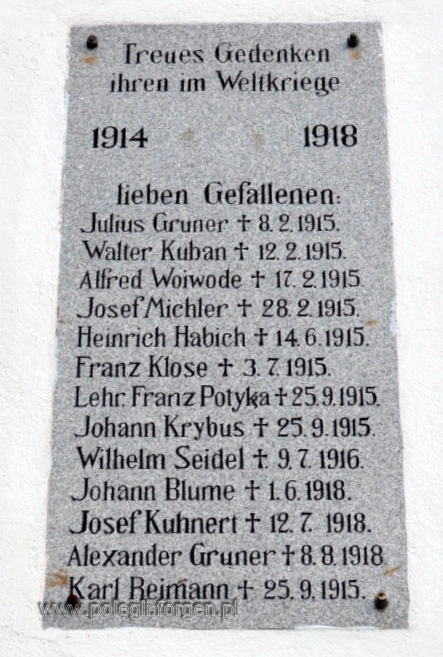 Treues Gedenken
ihren im Weltkriege
1914 1918
lieben Gefallenen:
Julius Gruner † 8.2.1915.
Walter Kuban † 12.2.1915.
Alfred Woiwode † 17.2.1915
Josef Michler † 28.2.1915.
Heinrich Habich † 14.6.1915.
Franz Klose † 3.7.1915.
Lehr. Franz Potyka † 25.9.1915.
Johann Krybus † 25.9.1915.
Wilhelm Seidel †. 9.7.1916.
Johann Blume † 1.6.1918.
Josef Kuhnert † 12.7.1918.
Alexander Gruner † 8.8.1918
Karl Reimann † 25.9.1915.
www.polegli.forgen.pl